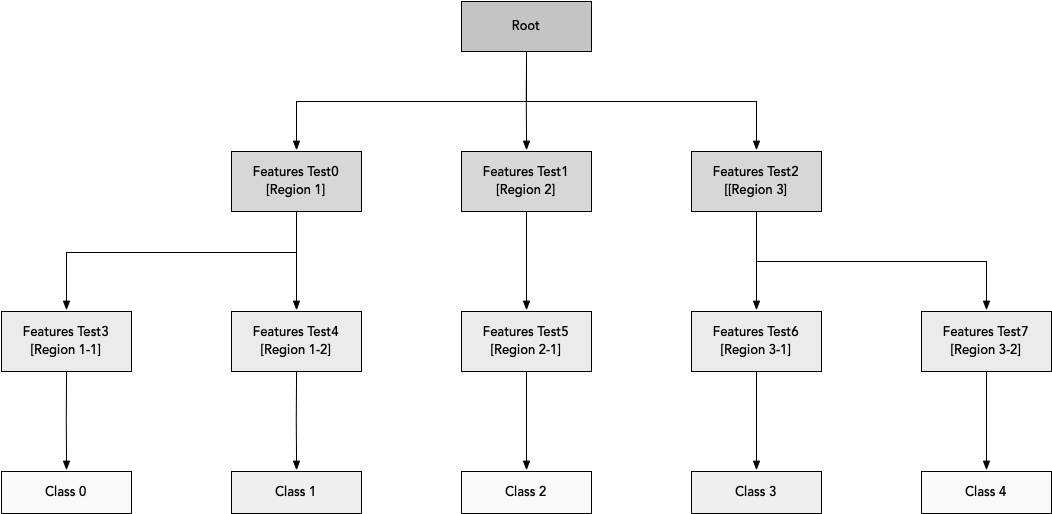 Root
Features Test0
[Region 1]
Features Test1
[Region 2]
Features Test2
[[Region 3]
Features Test3
[Region 1-1]
Features Test4
[Region 1-2]
Features Test5
[Region 2-1]
Features Test6
[Region 3-1]
Features Test7
[Region 3-2]
Class 0
Class 1
Class 2
Class 3
Class 4